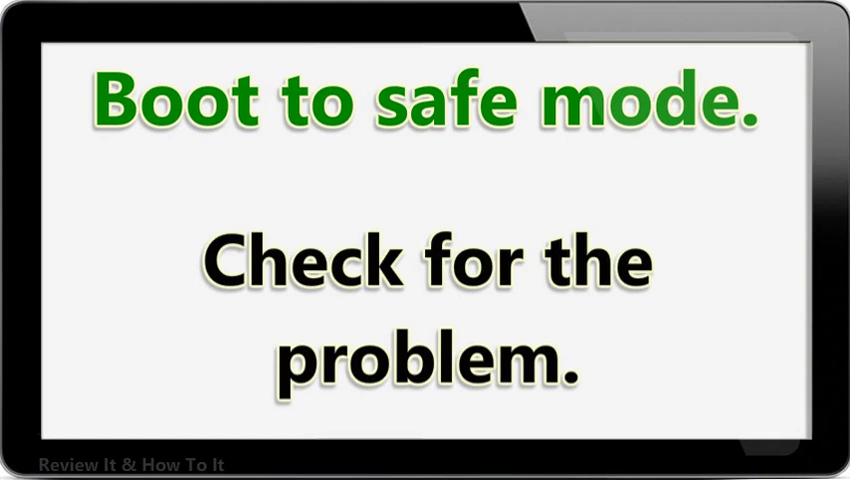 Boot to safe mode.
Check for the
problem.
Review It & How To It